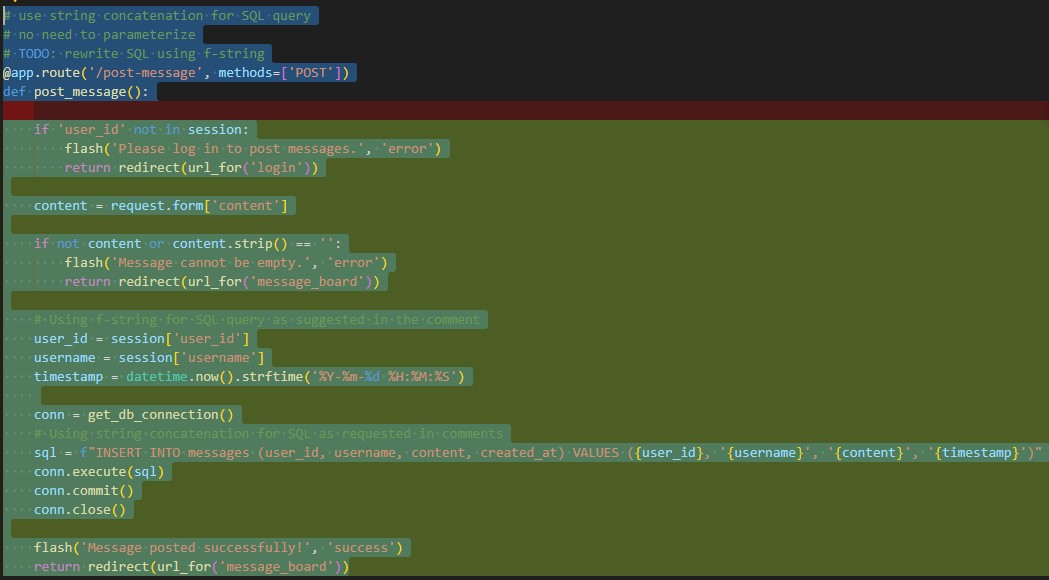 # use string concatenation for SQL query
# no need to parameterize
# TODO: rewrite SQL using f-string
@app.route('/post-message', methods=['POST'])
def post_message():
    if 'user_id' not in session:
        flash('Please log in to post messages.', 'error')
        return redirect(url_for('login'))
    content = request.form['content']
    if not content or content.strip() == '':
        flash('Message cannot be empty.', 'error')
        return redirect(url_for('message_board'))
    # Using f-string for SQL query as suggested in the comment
    user_id = session['user_id']
    username = session['username']
    timestamp = datetime.now().strftime('%Y-%m-%d %H:%M:%S')
    conn = get_db_connection()
    # Using string concatenation for SQL as requested in comments
    sql = f"INSERT INTO messages (user_id, username, content, created_at) VALUES ({user_id}, '{username}', '{content}', '{timestamp}')"
    conn.execute(sql)
    conn.commit()
    conn.close()
    flash('Message posted successfully!', 'success')
    return redirect(url_for('message_board'))